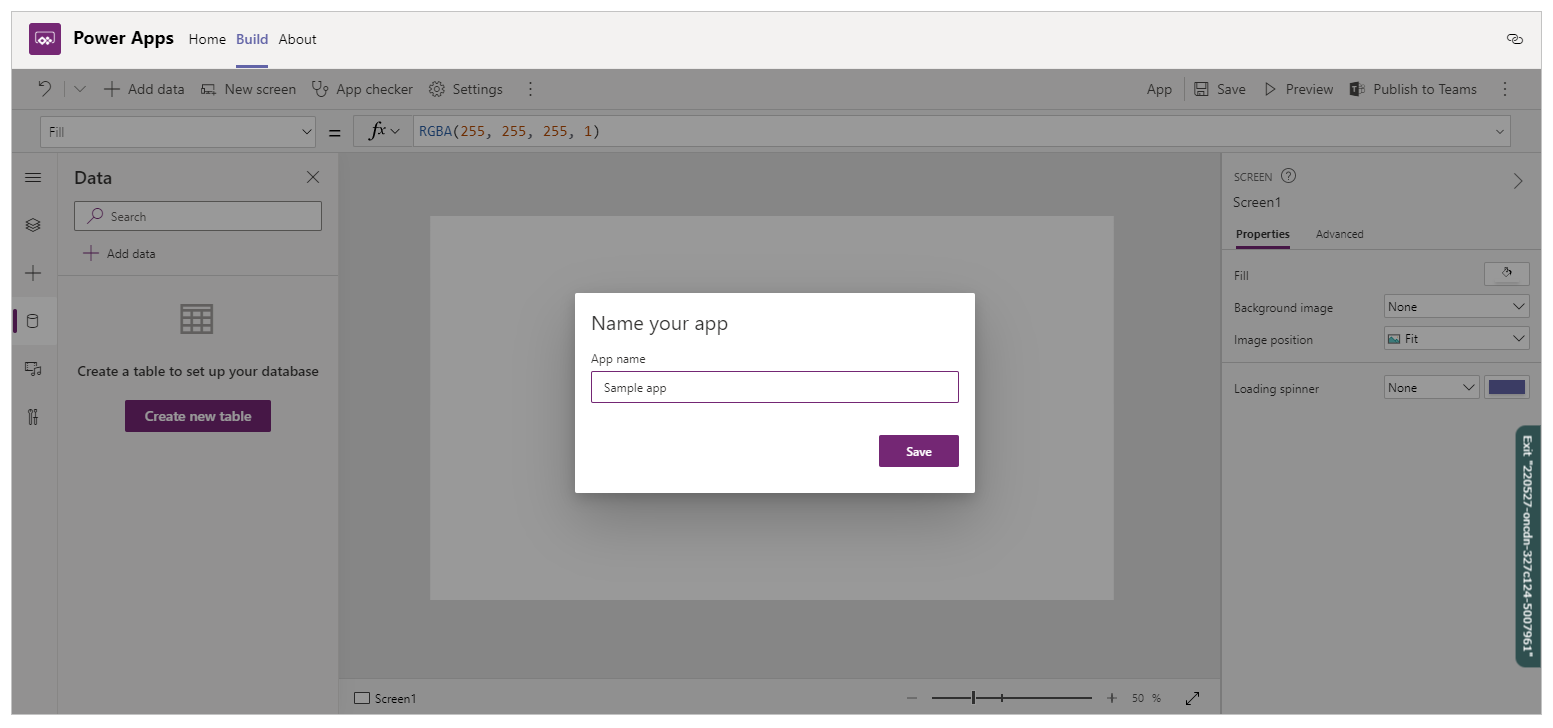 Power Apps Home Build About
Add data New screen App checker Settings App Save Preview Publish to Teams
Fill = fx RGBA(255, 255, 255, 1)
Data
Search
Add data
Create a table to set up your database
Create new table
Name your app
App name
Sample app
Save
SCREEN ?
Screen1
Properties Advanced
Fill
Background image None
Image position Fit
Loading spinner None
Exit "220527-oncdn-327c124-5007961"
Screen1 50 %